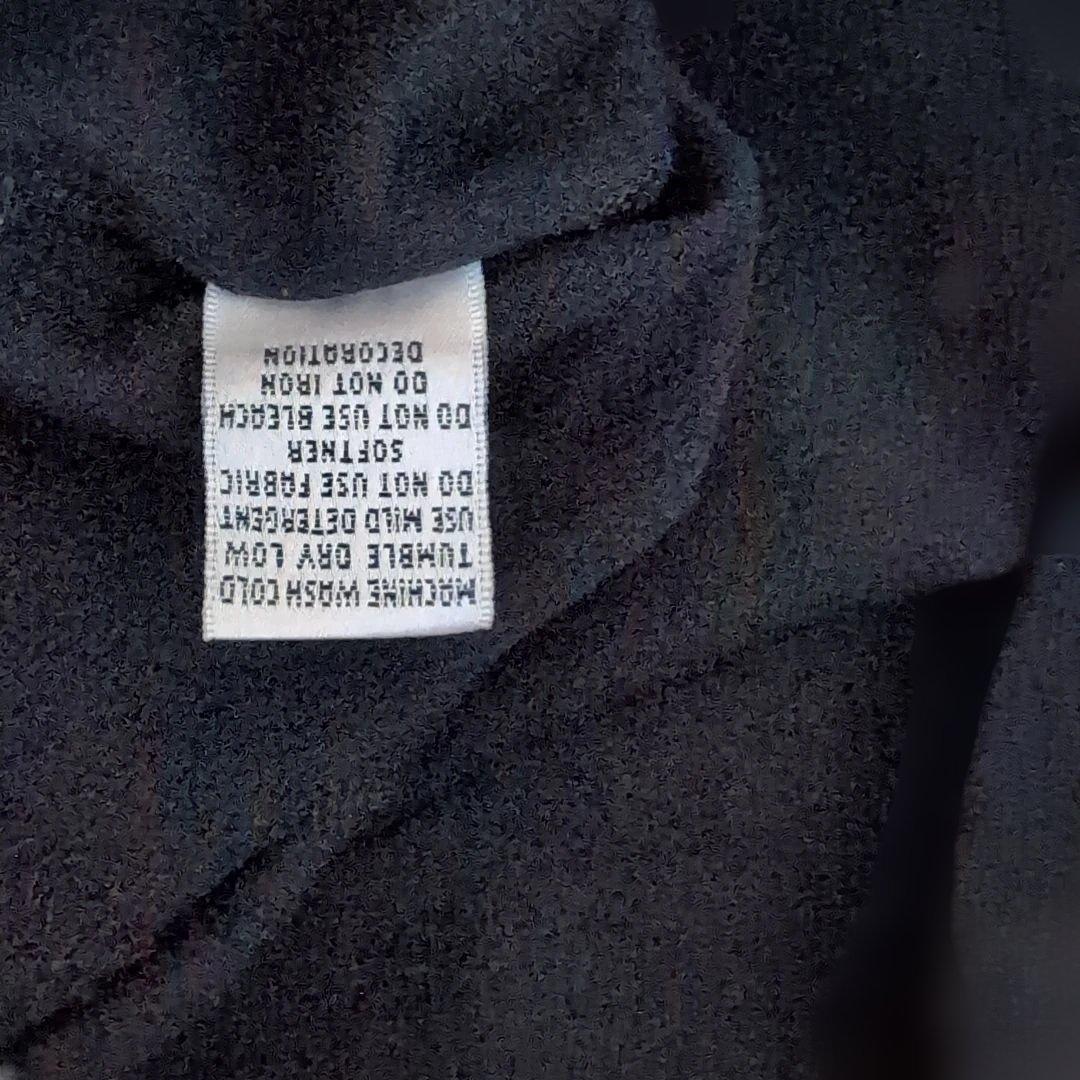 MACHINE WASH COLD
TUMBLE DRY LOW
USE MILD DETERGENT
DO NOT USE FABRIC
SOFTNER
DO NOT USE BLEACH
DO NOT IRON
DECORATION